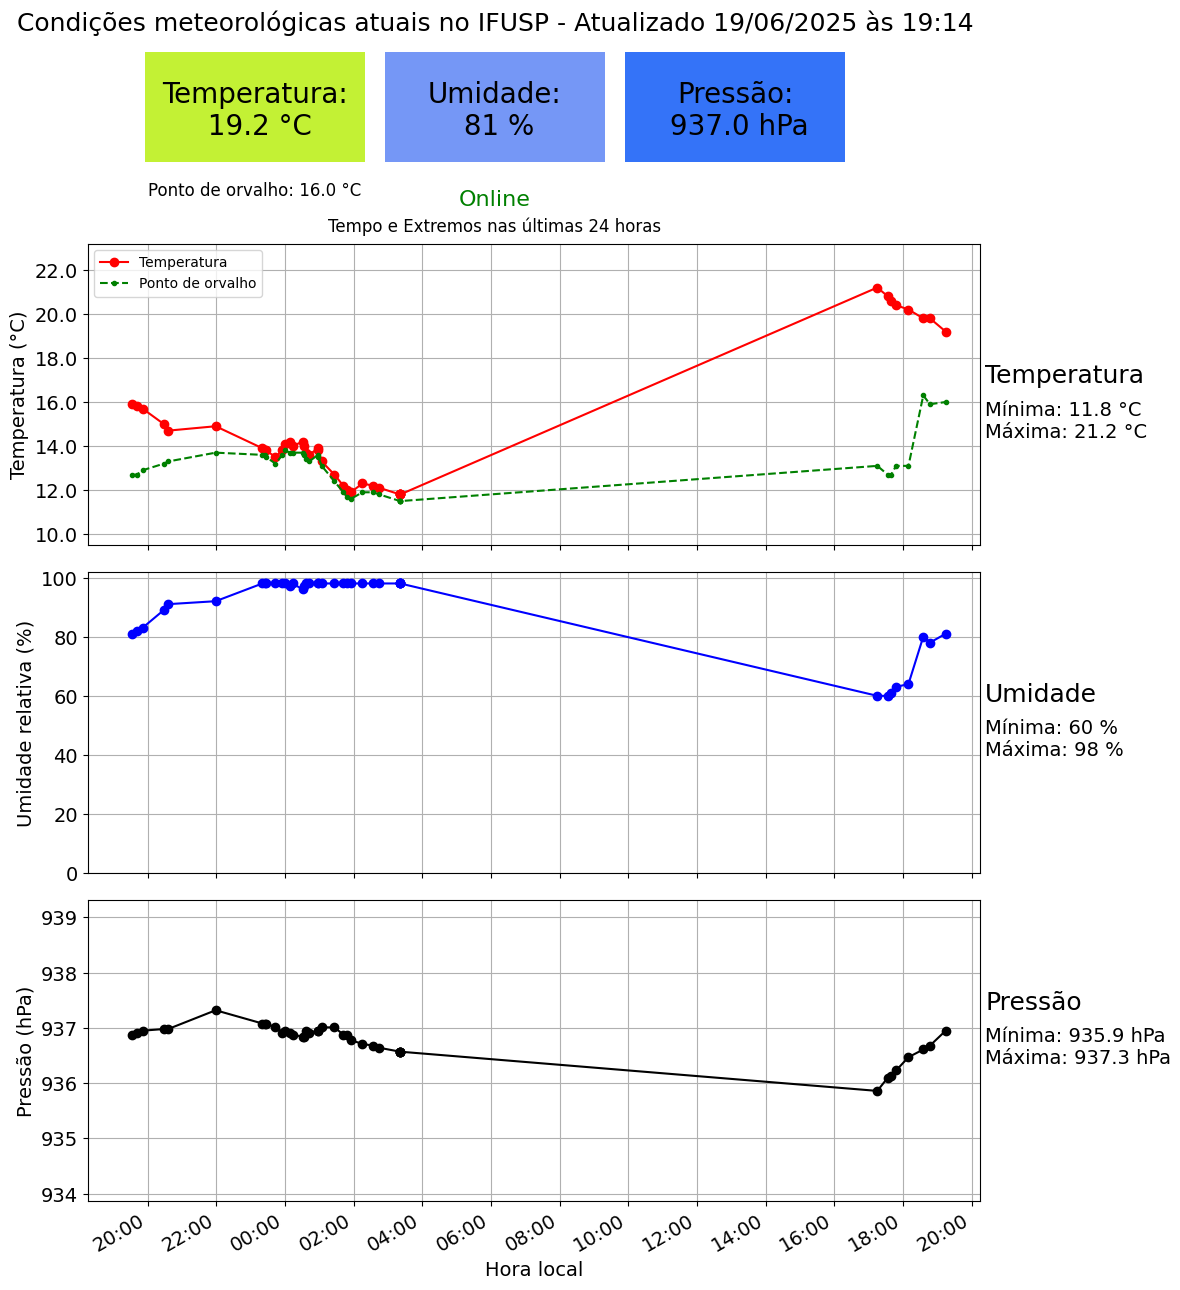 Condições meteorológicas atuais no IFUSP - Atualizado 19/06/2025 às 19:14
Temperatura:
19.2 °C
Umidade:
81 %
Pressão:
937.0 hPa
Ponto de orvalho: 16.0 °C
Online
Tempo e Extremos nas últimas 24 horas
Temperatura
Ponto de orvalho
Temperatura (°C)
22.0
20.0
18.0
16.0
14.0
12.0
10.0
Temperatura
Mínima: 11.8 °C
Máxima: 21.2 °C
Umidade relativa (%)
100
80
60
40
20
0
Umidade
Mínima: 60 %
Máxima: 98 %
Pressão (hPa)
939
938
937
936
935
934
Pressão
Mínima: 935.9 hPa
Máxima: 937.3 hPa
20:00 22:00 00:00 02:00 04:00 06:00 08:00 10:00 12:00 14:00 16:00 18:00 20:00
Hora local